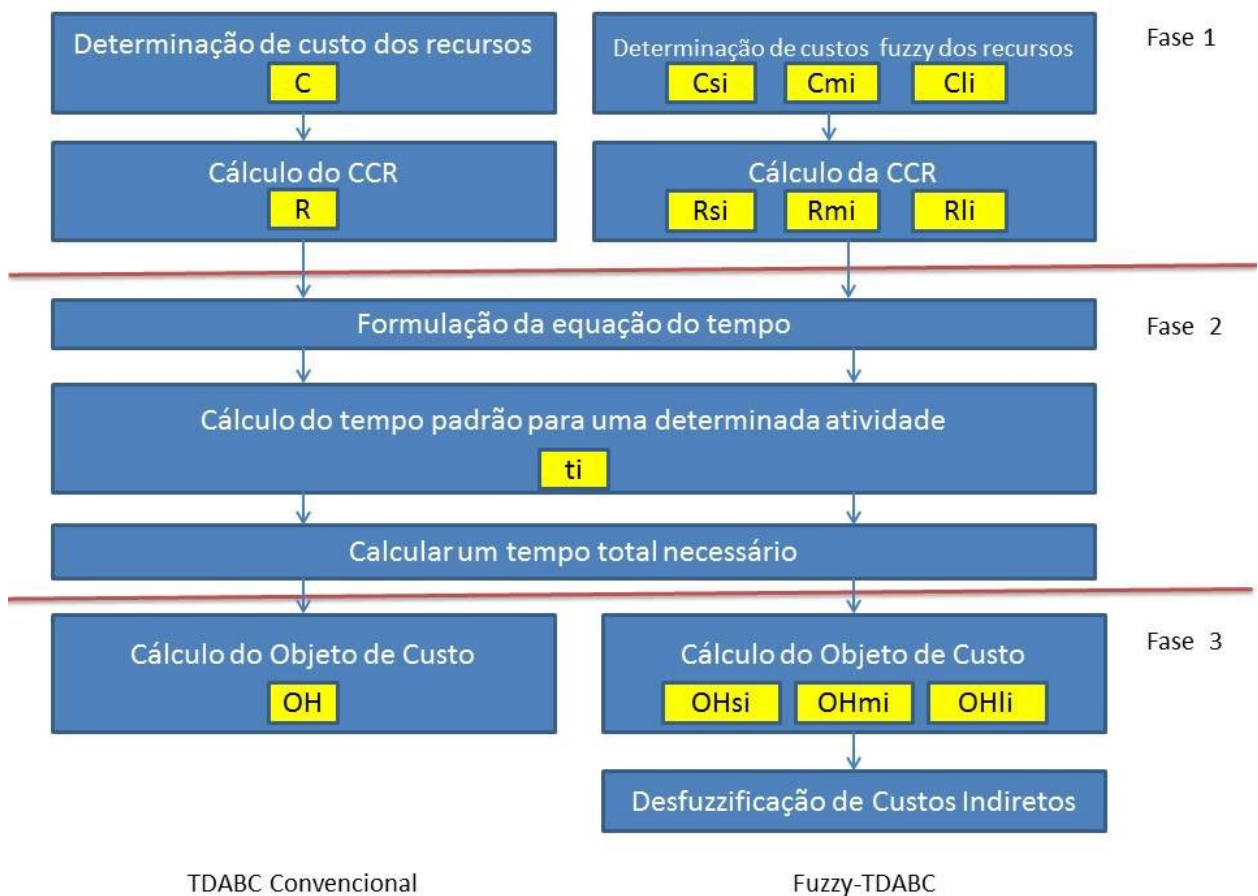 Determinação de custo dos recursos
C
Determinação de custos fuzzy dos recursos
Csi Cmi Cli
Fase 1
Cálculo do CCR
R
Cálculo da CCR
Rsi Rmi Rli
Formulação da equação do tempo
Fase 2
Cálculo do tempo padrão para uma determinada atividade
ti
Calcular um tempo total necessário
Cálculo do Objeto de Custo
OH
Cálculo do Objeto de Custo
OHsi OHmi OHli
Fase 3
Desfuzzificação de Custos Indiretos
TDABC Convencional
Fuzzy-TDABC